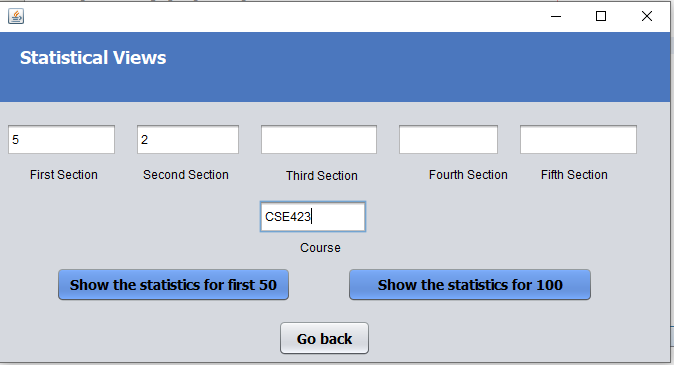 Statistical Views
5 2
First Section Second Section Third Section Fourth Section Fifth Section
CSE423
Course
Show the statistics for first 50 Show the statistics for 100
Go back